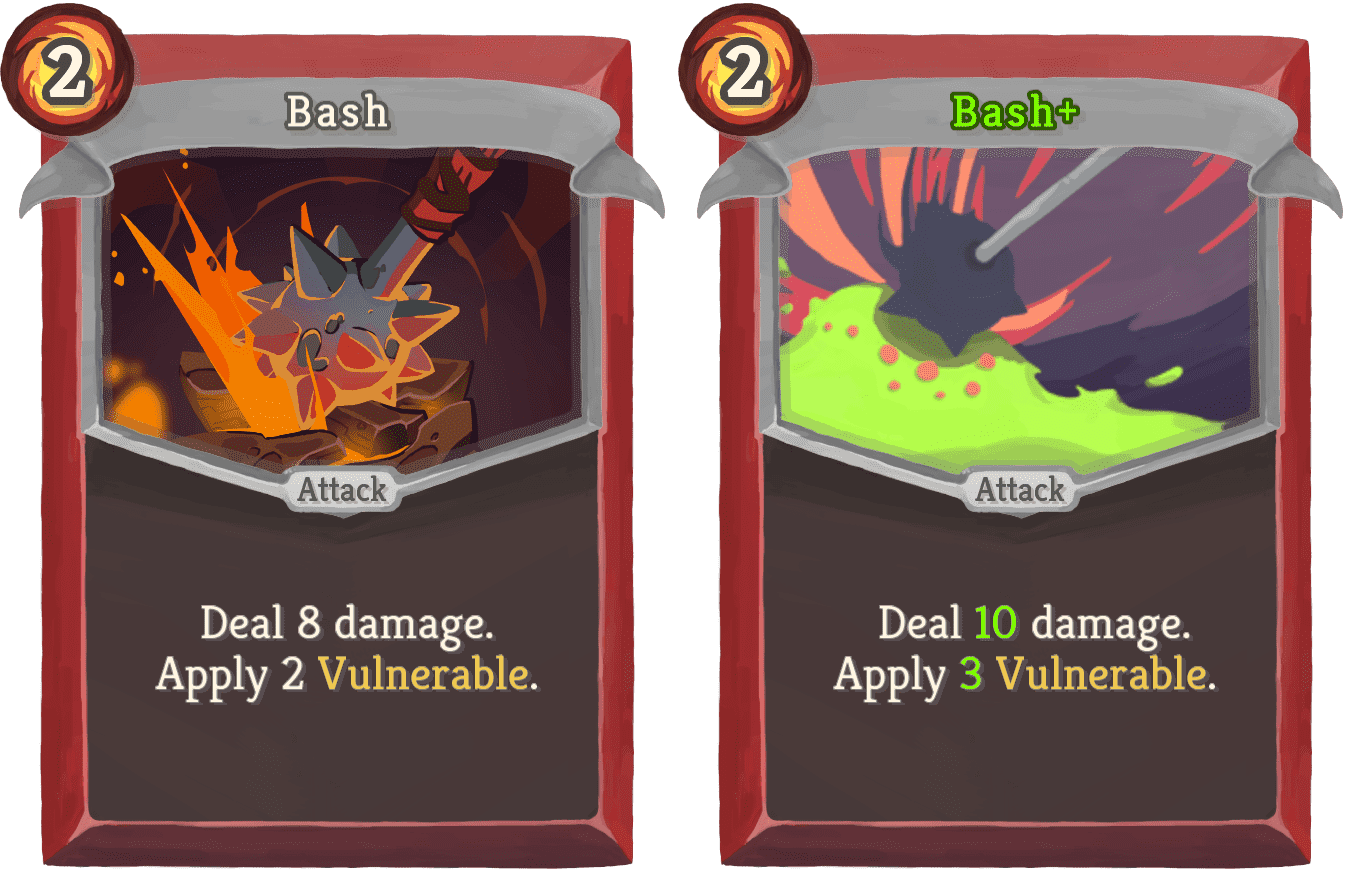 2
Bash
Attack
Deal 8 damage.
Apply 2 Vulnerable.
2
Bash+
Attack
Deal 10 damage.
Apply 3 Vulnerable.